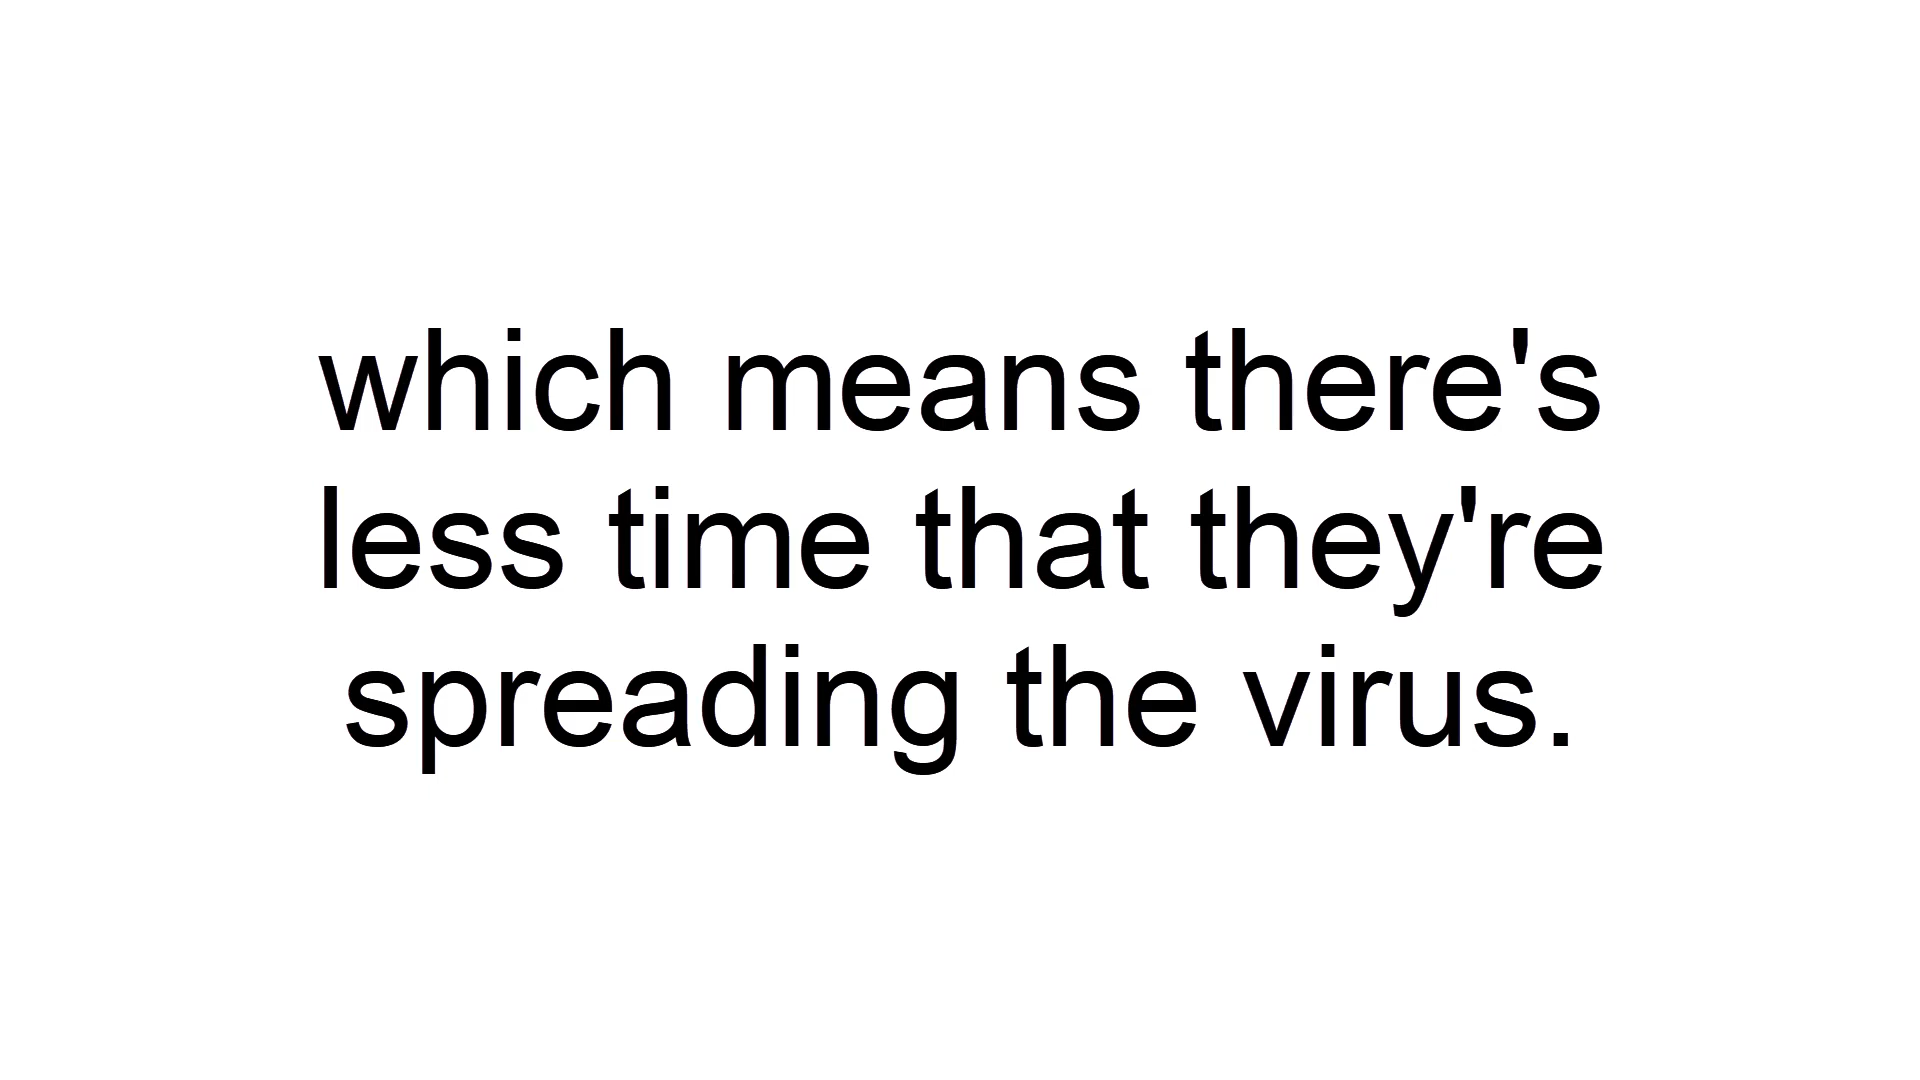 which means there's
less time that they're
spreading the virus.